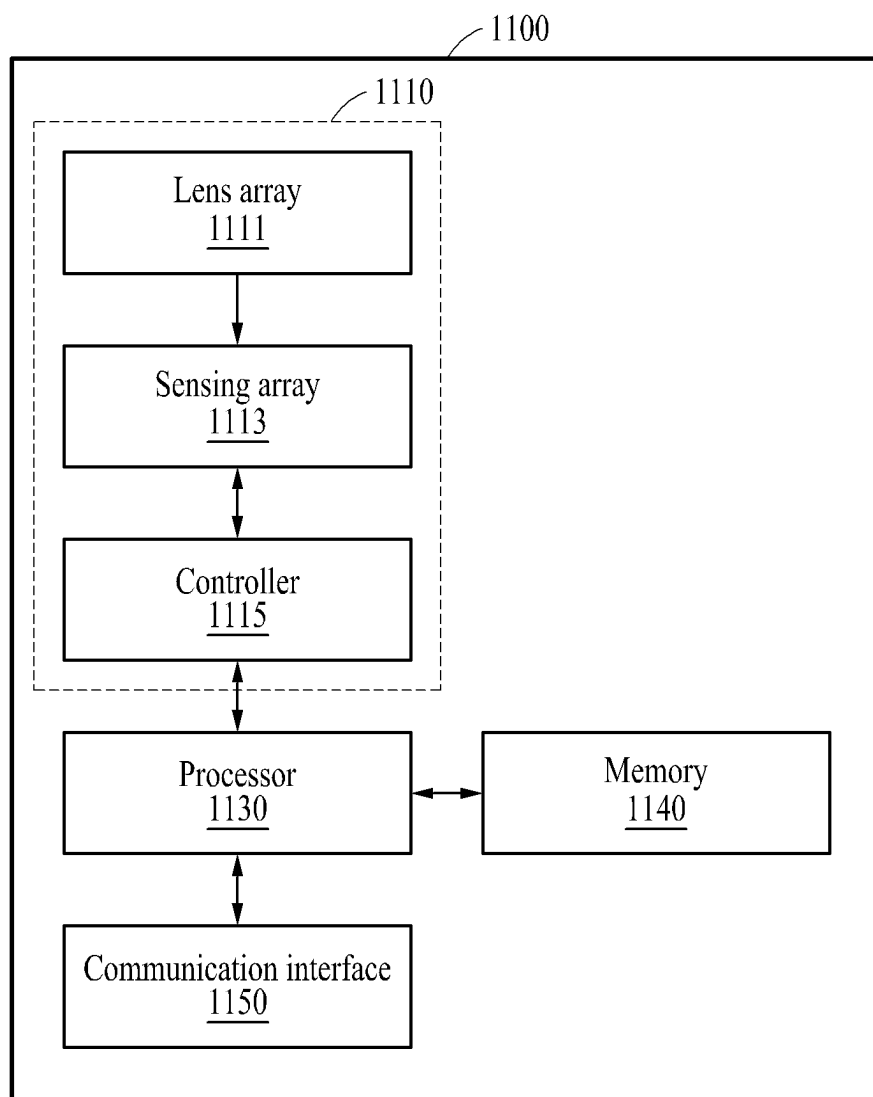 1100
1110
Lens array
1111
Sensing array
1113
Controller
1115
Processor
1130
Memory
1140
Communication interface
1150